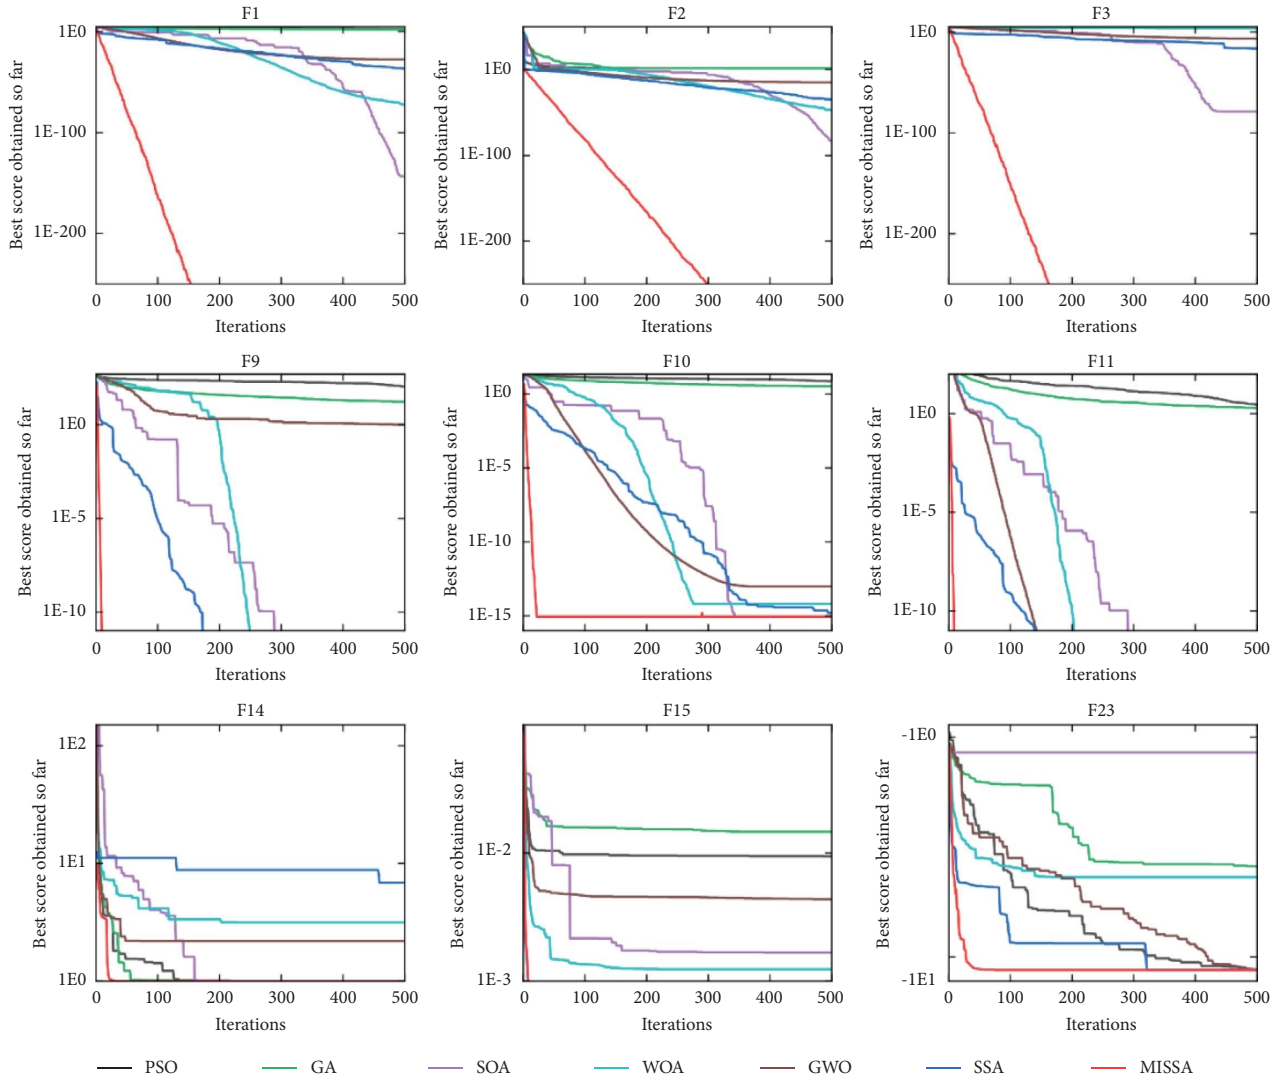 F1
1E0
1E-100
1E-200
Best score obtained so far
0 100 200 300 400 500
Iterations
F2
1E0
1E-100
1E-200
Best score obtained so far
0 100 200 300 400 500
Iterations
F3
1E0
1E-100
1E-200
Best score obtained so far
0 100 200 300 400 500
Iterations
F9
1E0
1E-5
1E-10
Best score obtained so far
0 100 200 300 400 500
Iterations
F10
1E0
1E-5
1E-10
1E-15
Best score obtained so far
0 100 200 300 400 500
Iterations
F11
1E0
1E-5
1E-10
Best score obtained so far
0 100 200 300 400 500
Iterations
F14
1E2
1E1
1E0
Best score obtained so far
0 100 200 300 400 500
Iterations
F15
1E-2
1E-3
Best score obtained so far
0 100 200 300 400 500
Iterations
F23
-1E0
-1E1
Best score obtained so far
0 100 200 300 400 500
Iterations
PSO GA SOA WOA GWO SSA MISSA